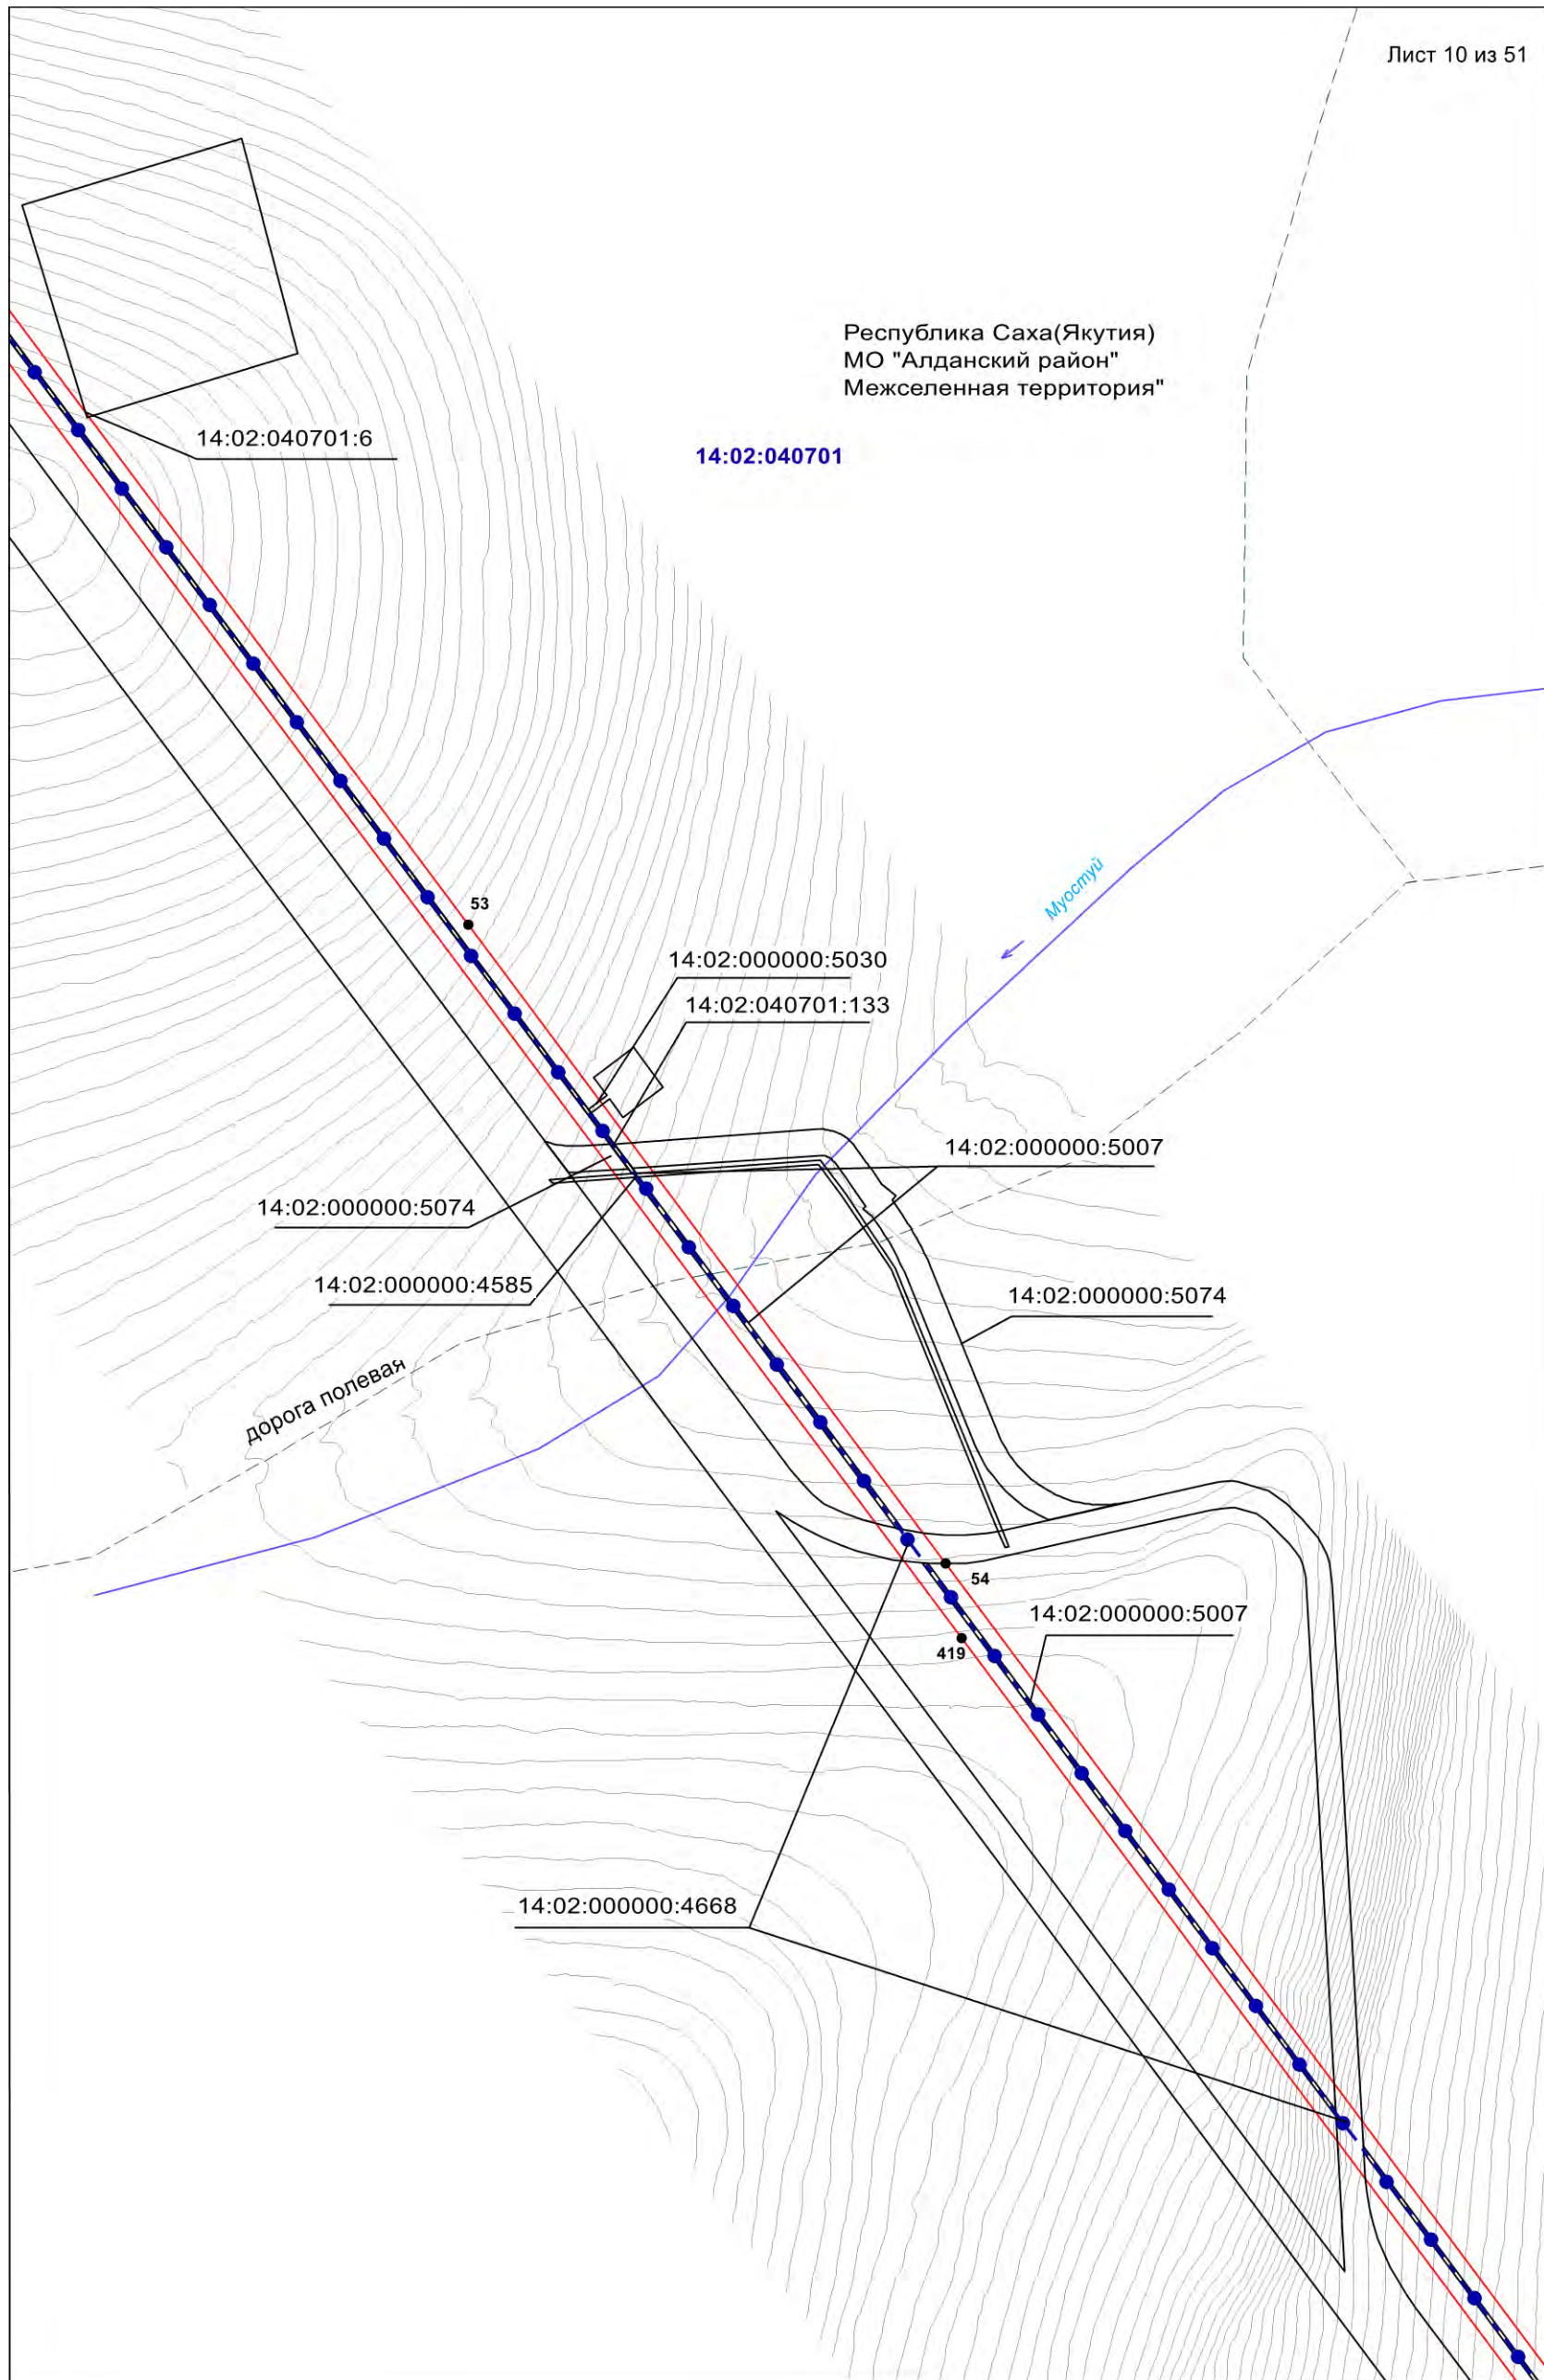 Лист 10 из 51
Республика Саха(Якутия)
МО "Алданский район"
Межселенная территория"
14:02:040701:6
14:02:040701
Муостуй
53
14:02:000000:5030
14:02:040701:133
14:02:000000:5007
14:02:000000:5074
14:02:000000:4585
14:02:000000:5074
дорога полевая
54
14:02:000000:5007
419
14:02:000000:4668